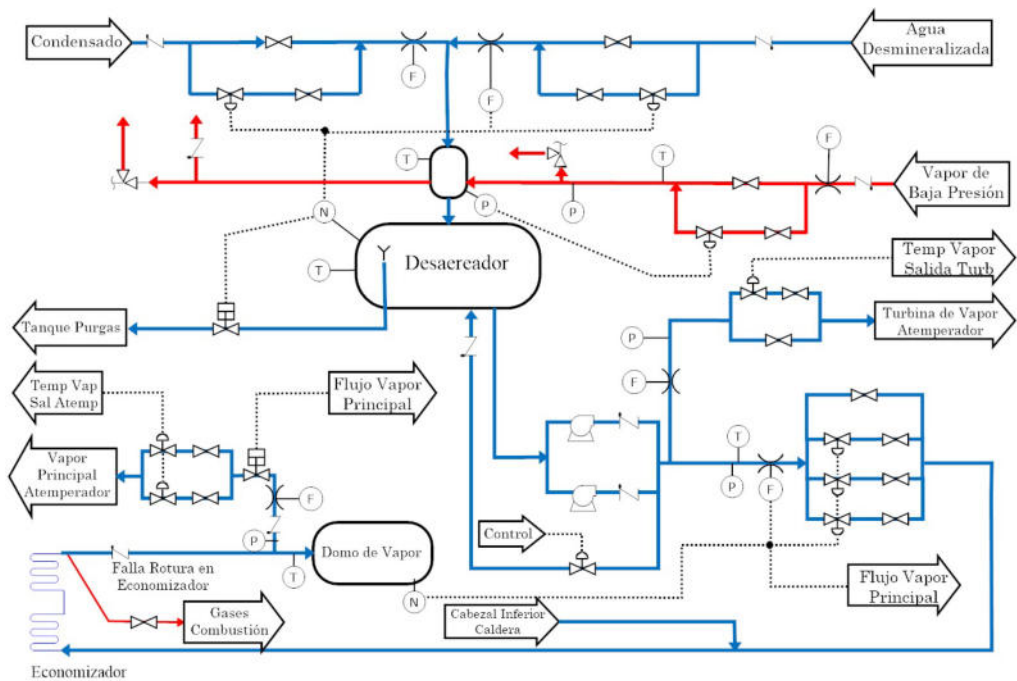 Condensado
Agua
Desmineralizada
F
F
T
T
F
Vapor de
Baja Presión
P
P
N
T
Desaereador
Temp Vapor
Salida Turb
Tanque Purgas
Turbina de Vapor
Atemperador
P
F
Temp Vap
Sal Atemp
Flujo Vapor
Principal
Vapor
Principal
Atemperador
F
T
P
F
P
Control
Domo de Vapor
Falla Rotura en
Economizador
T
N
Flujo Vapor
Principal
Gases
Combustión
Cabezal Inferior
Caldera
Economizador